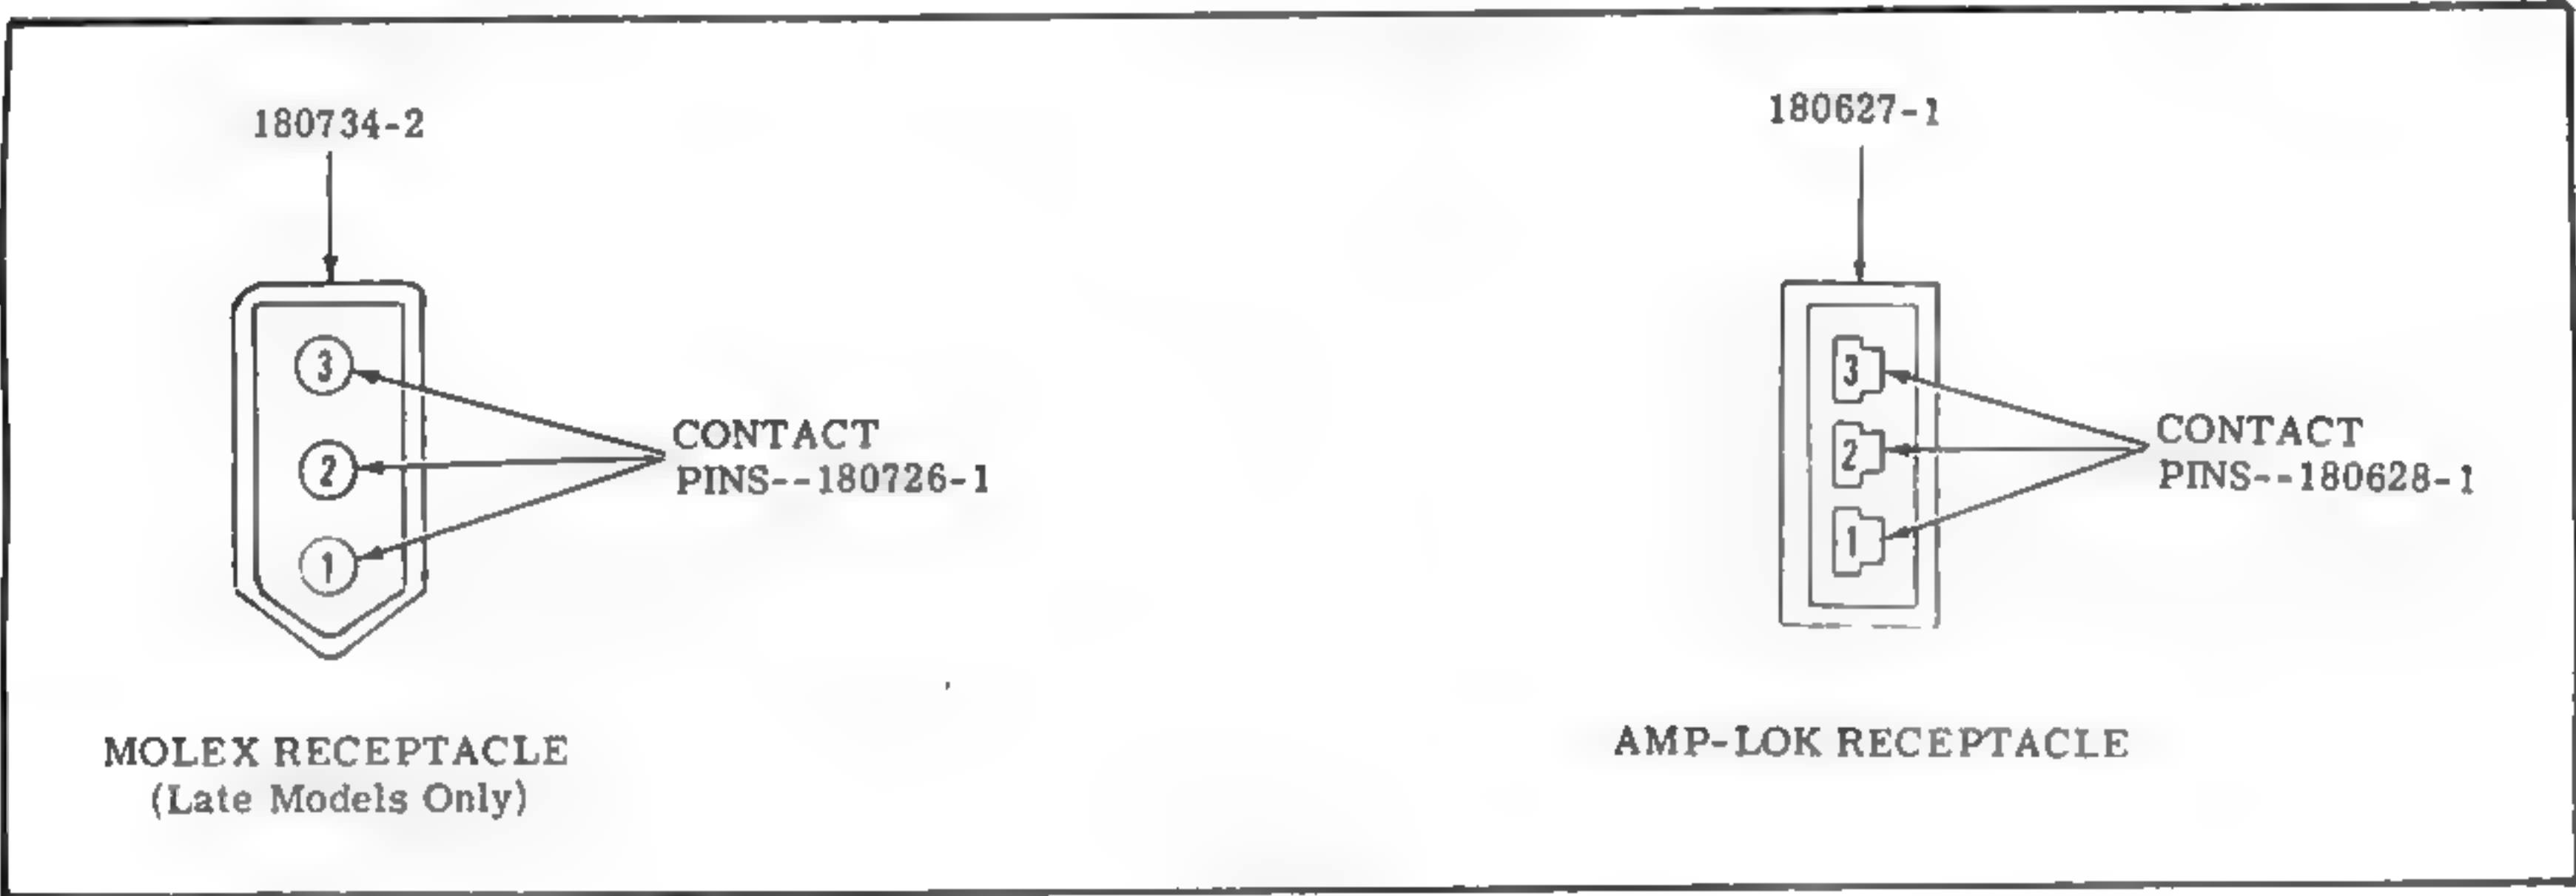 180734-2
3
2
1
CONTACT
PINS--180726-1
MOLEX RECEPTACLE
(Late Models Only)
180627-1
3
2
1
CONTACT
PINS--180628-1
AMP-LOK RECEPTACLE